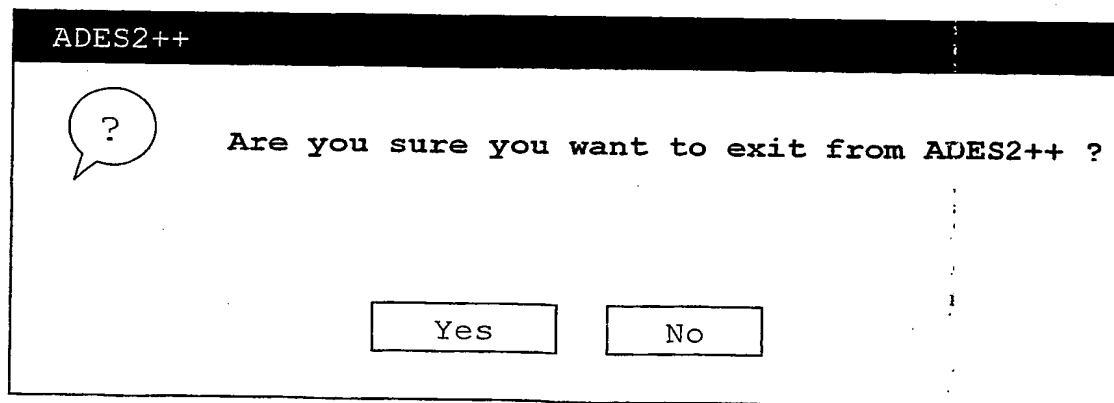 ADES2++
?
Are you sure you want to exit from ADES2++ ?
Yes
No